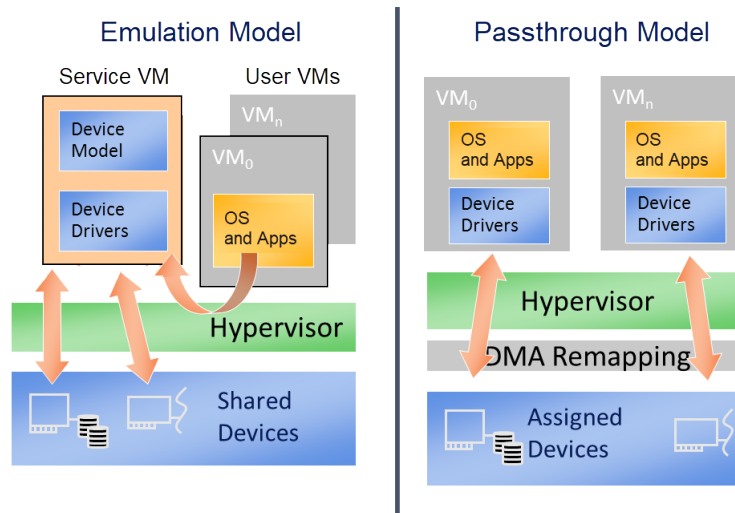 Emulation Model
Service VM
User VMs
Device
Model
Device
Drivers
VMn
VM0
OS
and Apps
Hypervisor
Shared
Devices
Passthrough Model
VM0
OS
and Apps
Device
Drivers
VMn
OS
and Apps
Device
Drivers
Hypervisor
DMA Remapping
Assigned
Devices